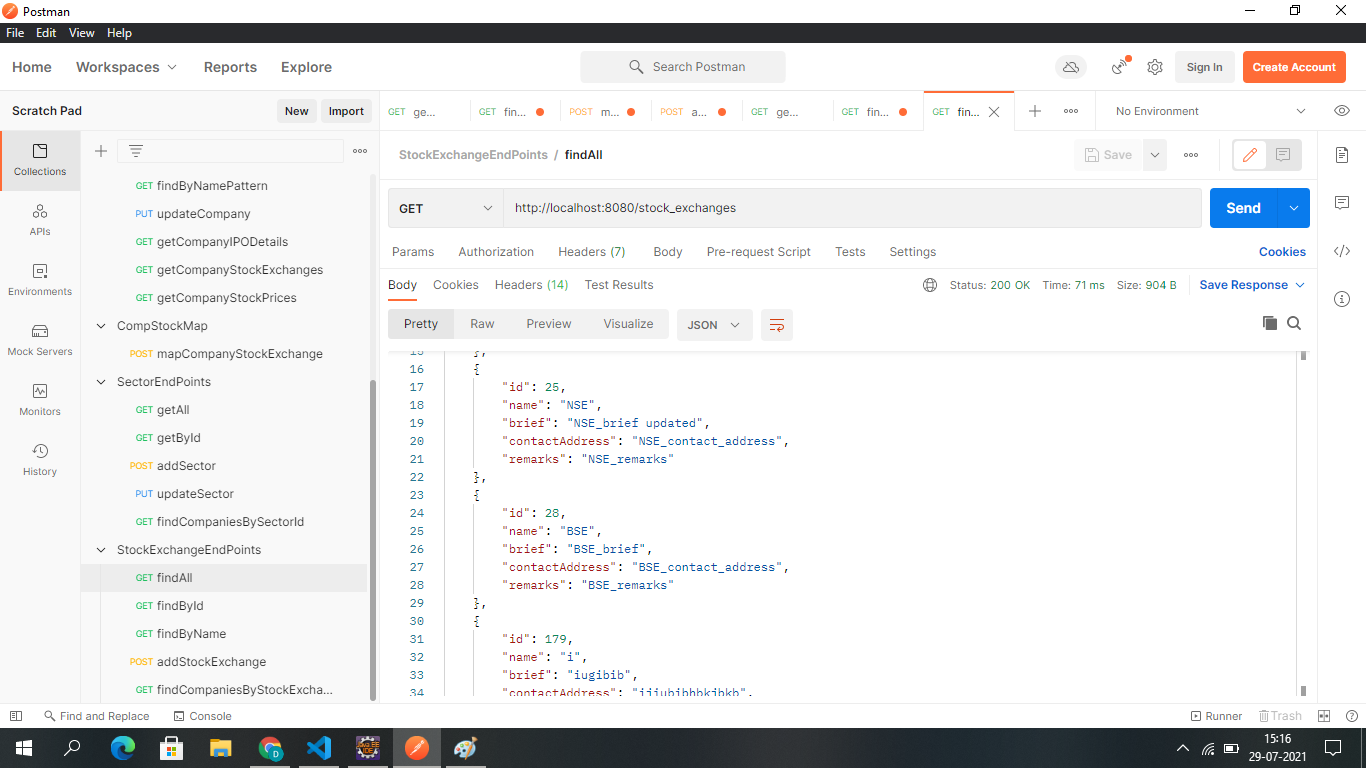 Postman
File Edit View Help
Home Workspaces Reports Explore
Search Postman
Sign In
Create Account
Scratch Pad
New
Import
GET ge...
GET fin...
POST m...
POST a...
GET ge...
GET fin...
GET fin...
No Environment
Collections
APIs
Environments
Mock Servers
Monitors
History
GET findByNamePattern
PUT updateCompany
GET getCompanyIPODetails
GET getCompanyStockExchanges
GET getCompanyStockPrices
CompStockMap
POST mapCompanyStockExchange
SectorEndPoints
GET getAll
GET getById
POST addSector
PUT updateSector
GET findCompaniesBySectorId
StockExchangeEndPoints
GET findAll
GET findById
GET findByName
POST addStockExchange
GET findCompaniesByStockExcha...
StockExchangeEndPoints / findAll
Save
GET
http://localhost:8080/stock_exchanges
Send
Params Authorization Headers (7) Body Pre-request Script Tests Settings
Cookies
Body Cookies Headers (14) Test Results
Status: 200 OK Time: 71 ms Size: 904 B
Save Response
Pretty Raw Preview Visualize
JSON
15 },
16 {
17 "id": 25,
18 "name": "NSE",
19 "brief": "NSE_brief updated",
20 "contactAddress": "NSE_contact_address",
21 "remarks": "NSE_remarks"
22 },
23 {
24 "id": 28,
25 "name": "BSE",
26 "brief": "BSE_brief",
27 "contactAddress": "BSE_contact_address",
28 "remarks": "BSE_remarks"
29 },
30 {
31 "id": 179,
32 "name": "i",
33 "brief": "iugibib",
34 "contactAddress":
Find and Replace
Console
Runner
Trash
D
Java EE
IDE
15:16
29-07-2021